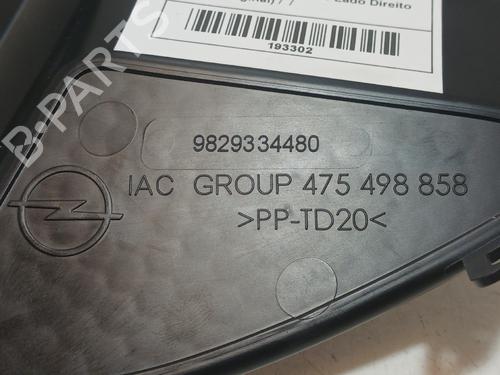 Lado Direito
193302
B-PARTS
9829334480
IAC GROUP 475 498 858
>PP-TD20<